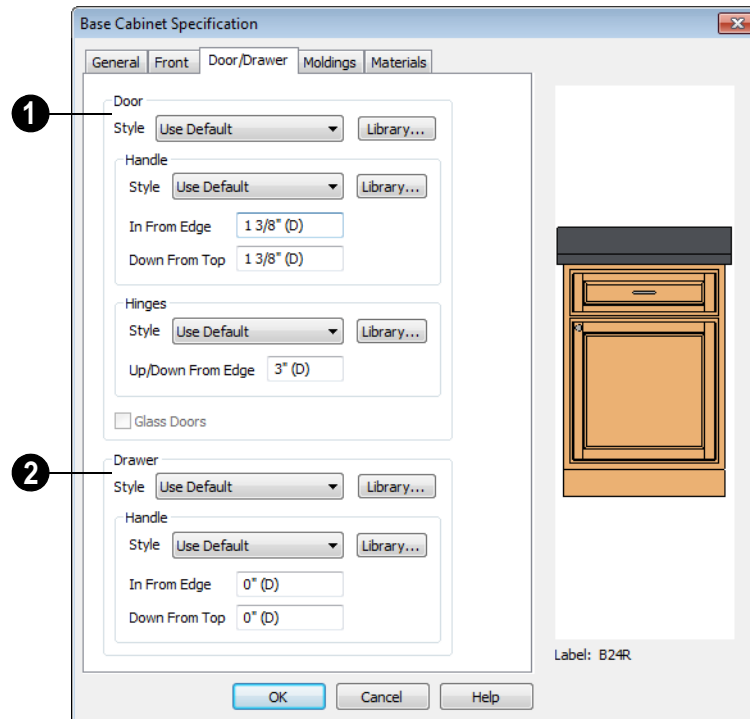 Base Cabinet Specification
General Front Door/Drawer Moldings Materials
1
Door
Style Use Default Library...
Handle
Style Use Default Library...
In From Edge 1 3/8" (D)
Down From Top 1 3/8" (D)
Hinges
Style Use Default Library...
Up/Down From Edge 3" (D)
Glass Doors
2
Drawer
Style Use Default Library...
Handle
Style Use Default Library...
In From Edge 0" (D)
Down From Top 0" (D)
Label: B24R
OK Cancel Help